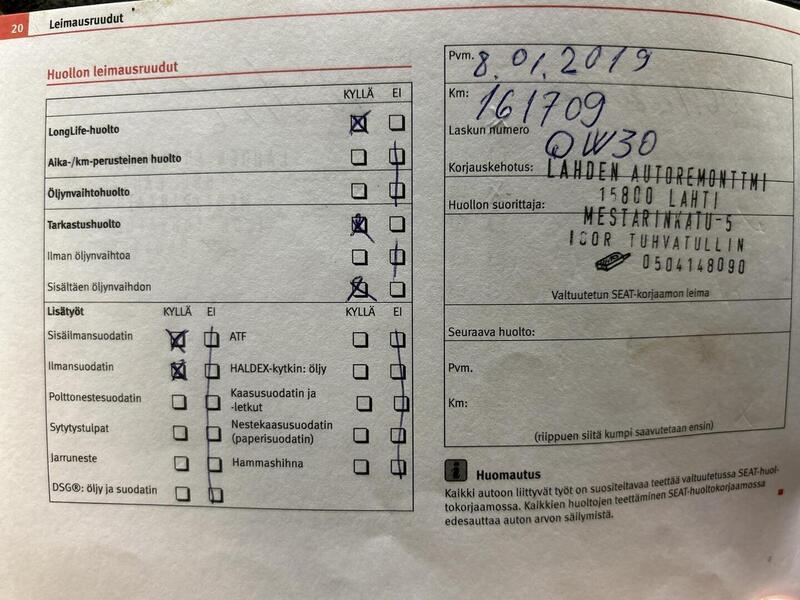 20 Leimausruudut
Huollon leimausruudut
KYLLÄ EI
LongLife-huolto
Aika-/km-perusteinen huolto
Öljynvaihtohuolto
Tarkastushuolto
Ilman öljynvaihtoa
Sisältäen öljynvaihdon
Lisätyöt KYLLÄ EI KYLLÄ EI
Sisäilmansuodatin ATF
Ilmansuodatin HALDEX-kytkin: öljy
Polttonestesuodatin Kaasusuodatin ja
-letkut
Sytytystulpat Nestekaasusuodatin
(paperisuodatin)
Jarruneste Hammashihna
DSG®: öljy ja suodatin
Pvm. 8.01.2019
Km: 161709
Laskun numero QW30
Korjauskehotus: LAHDEN AUTOREMONTTMI
15800 LAHTI
Huollon suorittaja: MESTARINKATU-5
IGOR TUHVATULLIN
0504148090
Valtuutetun SEAT-korjaamon leima
Seuraava huolto:
Pvm.
Km:
(riippuen siitä kumpi saavutetaan ensin)
Huomautus
Kaikki autoon liittyvät työt on suositeltavaa teettää valtuutetussa SEAT-huol-
tokorjaamossa. Kaikkien huoltojen teettäminen SEAT-huoltokorjaamossa
edesauttaa auton arvon säilymistä.